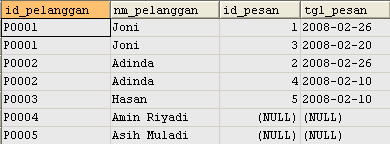 id_pelanggan nm_pelanggan id_pesan tgl_pesan
P0001 Joni 1 2008-02-26
P0001 Joni 3 2008-02-20
P0002 Adinda 2 2008-02-26
P0002 Adinda 4 2008-02-10
P0003 Hasan 5 2008-02-10
P0004 Amin Riyadi (NULL) (NULL)
P0005 Asih Muladi (NULL) (NULL)